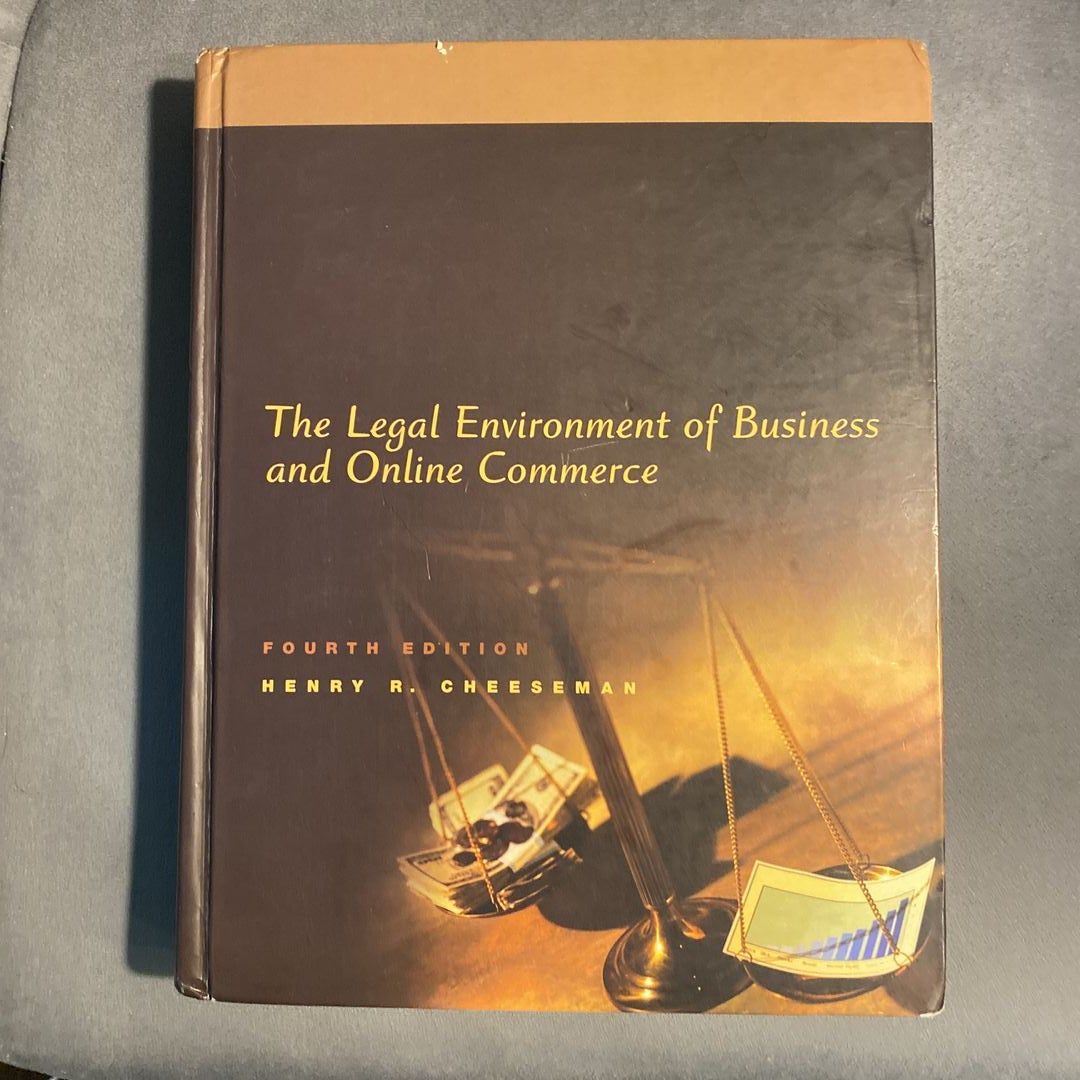 The Legal Environment of Business
and Online Commerce
FOURTH EDITION
HENRY R. CHEESEMAN